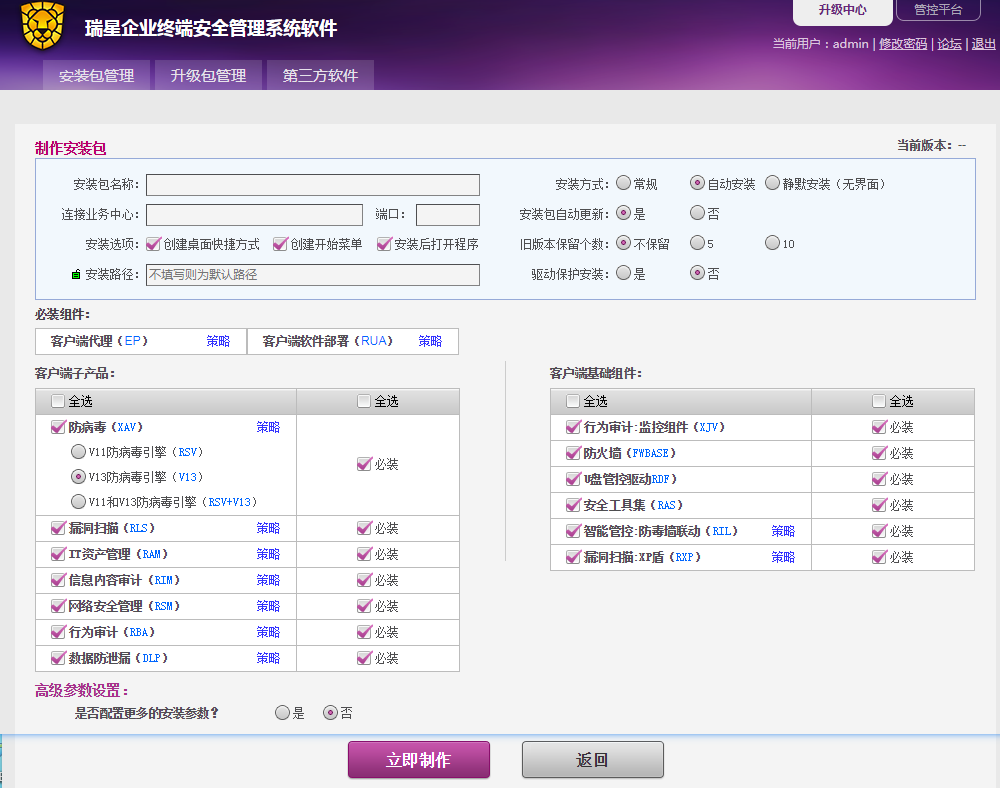 瑞星企业终端安全管理系统软件
升级中心 管控平台
当前用户：admin | 修改密码 | 论坛 | 退出
安装包管理 升级包管理 第三方软件
制作安装包 当前版本： --
安装包名称： 安装方式： 常规 自动安装 静默安装（无界面）
连接业务中心： 端口： 安装包自动更新： 是 否
安装选项： 创建桌面快捷方式 创建开始菜单 安装后打开程序 旧版本保留个数： 不保留 5 10
安装路径： 不填写则为默认路径 驱动保护安装： 是 否
必装组件：
客户端代理（EP） 策略 客户端软件部署（RUA） 策略
客户端子产品：
全选 全选
防病毒（XAV） 策略 必装
V11防病毒引擎（RSV）
V13防病毒引擎（V13）
V11和V13防病毒引擎（RSV+V13）
漏洞扫描（RLS） 策略 必装
IT资产管理（RAM） 策略 必装
信息内容审计（RIM） 策略 必装
网络安全管理（RSM） 策略 必装
行为审计（RBA） 策略 必装
数据防泄漏（DLP） 策略 必装
客户端基础组件：
全选 全选
行为审计:监控组件（XJV） 必装
防火墙（FWBASE） 必装
U盘管控驱动RDF） 必装
安全工具集（RAS） 必装
智能管控:防毒墙联动（RIL） 策略 必装
漏洞扫描:XP盾（RXP） 策略 必装
高级参数设置：
是否配置更多的安装参数？ 是 否
立即制作 返回